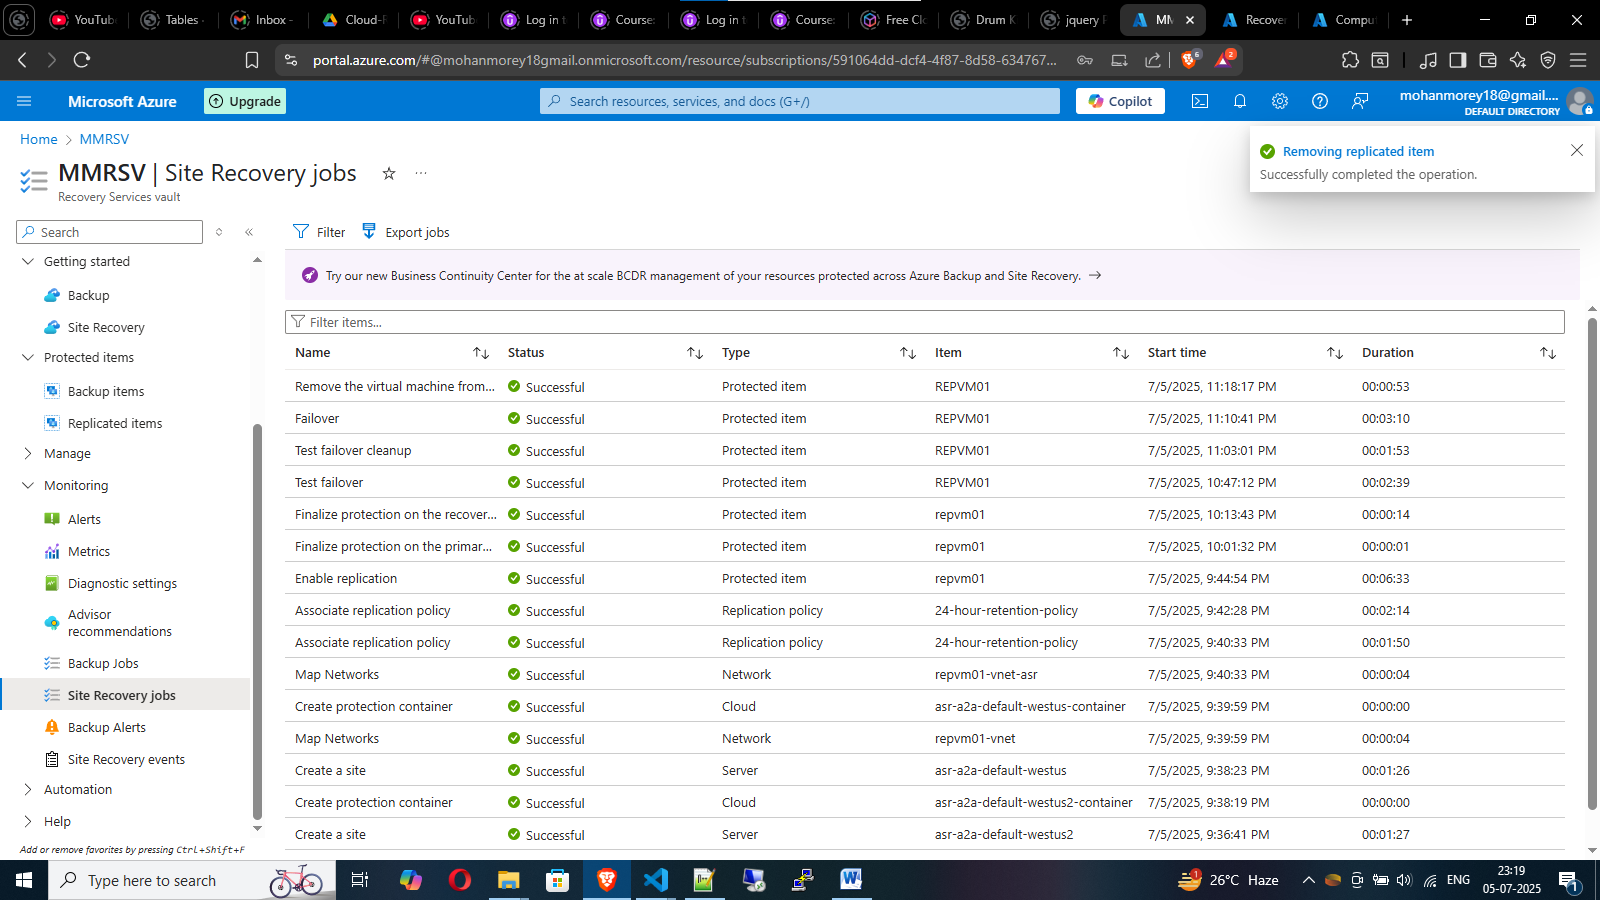 YouTub
Tables -
Inbox -
Cloud-R
YouTub
Log in t
Course:
Log in t
Course:
Free Clo
Drum K
jquery F
MM
Recover
Comput
portal.azure.com/#@mohanmorey18gmail.onmicrosoft.com/resource/subscriptions/591064dd-dcf4-4f87-8d58-634767...
6
2
Microsoft Azure
Upgrade
Search resources, services, and docs (G+/)
Copilot
mohanmorey18@gmail....
DEFAULT DIRECTORY
Home > MMRSV
Removing replicated item
Successfully completed the operation.
MMRSV | Site Recovery jobs
Recovery Services vault
Search
Filter
Export jobs
Getting started
Backup
Site Recovery
Protected items
Backup items
Replicated items
Manage
Monitoring
Alerts
Metrics
Diagnostic settings
Advisor
recommendations
Backup Jobs
Site Recovery jobs
Backup Alerts
Site Recovery events
Automation
Help
Add or remove favorites by pressing Ctrl+Shift+F
Try our new Business Continuity Center for the at scale BCDR management of your resources protected across Azure Backup and Site Recovery.
Filter items...
Name Status Type Item Start time Duration
Remove the virtual machine from... Successful Protected item REPVM01 7/5/2025, 11:18:17 PM 00:00:53
Failover Successful Protected item REPVM01 7/5/2025, 11:10:41 PM 00:03:10
Test failover cleanup Successful Protected item REPVM01 7/5/2025, 11:03:01 PM 00:01:53
Test failover Successful Protected item REPVM01 7/5/2025, 10:47:12 PM 00:02:39
Finalize protection on the recover... Successful Protected item repvm01 7/5/2025, 10:13:43 PM 00:00:14
Finalize protection on the primar... Successful Protected item repvm01 7/5/2025, 10:01:32 PM 00:00:01
Enable replication Successful Protected item repvm01 7/5/2025, 9:44:54 PM 00:06:33
Associate replication policy Successful Replication policy 24-hour-retention-policy 7/5/2025, 9:42:28 PM 00:02:14
Associate replication policy Successful Replication policy 24-hour-retention-policy 7/5/2025, 9:40:33 PM 00:01:50
Map Networks Successful Network repvm01-vnet-asr 7/5/2025, 9:40:33 PM 00:00:04
Create protection container Successful Cloud asr-a2a-default-westus-container 7/5/2025, 9:39:59 PM 00:00:00
Map Networks Successful Network repvm01-vnet 7/5/2025, 9:39:59 PM 00:00:04
Create a site Successful Server asr-a2a-default-westus 7/5/2025, 9:38:23 PM 00:01:26
Create protection container Successful Cloud asr-a2a-default-westus2-container 7/5/2025, 9:38:19 PM 00:00:00
Create a site Successful Server asr-a2a-default-westus2 7/5/2025, 9:36:41 PM 00:01:27
Type here to search
1
26°C Haze
ENG
23:19
05-07-2025
1